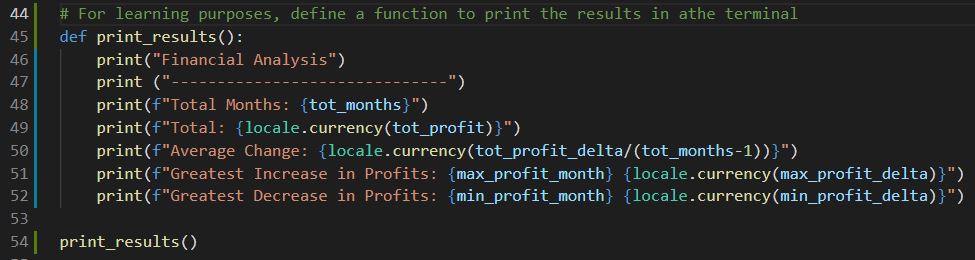 44 # For learning purposes, define a function to print the results in athe terminal
45 def print_results():
46     print("Financial Analysis")
47     print ("------------------------------")
48     print(f"Total Months: {tot_months}")
49     print(f"Total: {locale.currency(tot_profit)}")
50     print(f"Average Change: {locale.currency(tot_profit_delta/(tot_months-1))}")
51     print(f"Greatest Increase in Profits: {max_profit_month} {locale.currency(max_profit_delta)}")
52     print(f"Greatest Decrease in Profits: {min_profit_month} {locale.currency(min_profit_delta)}")
53
54 print_results()